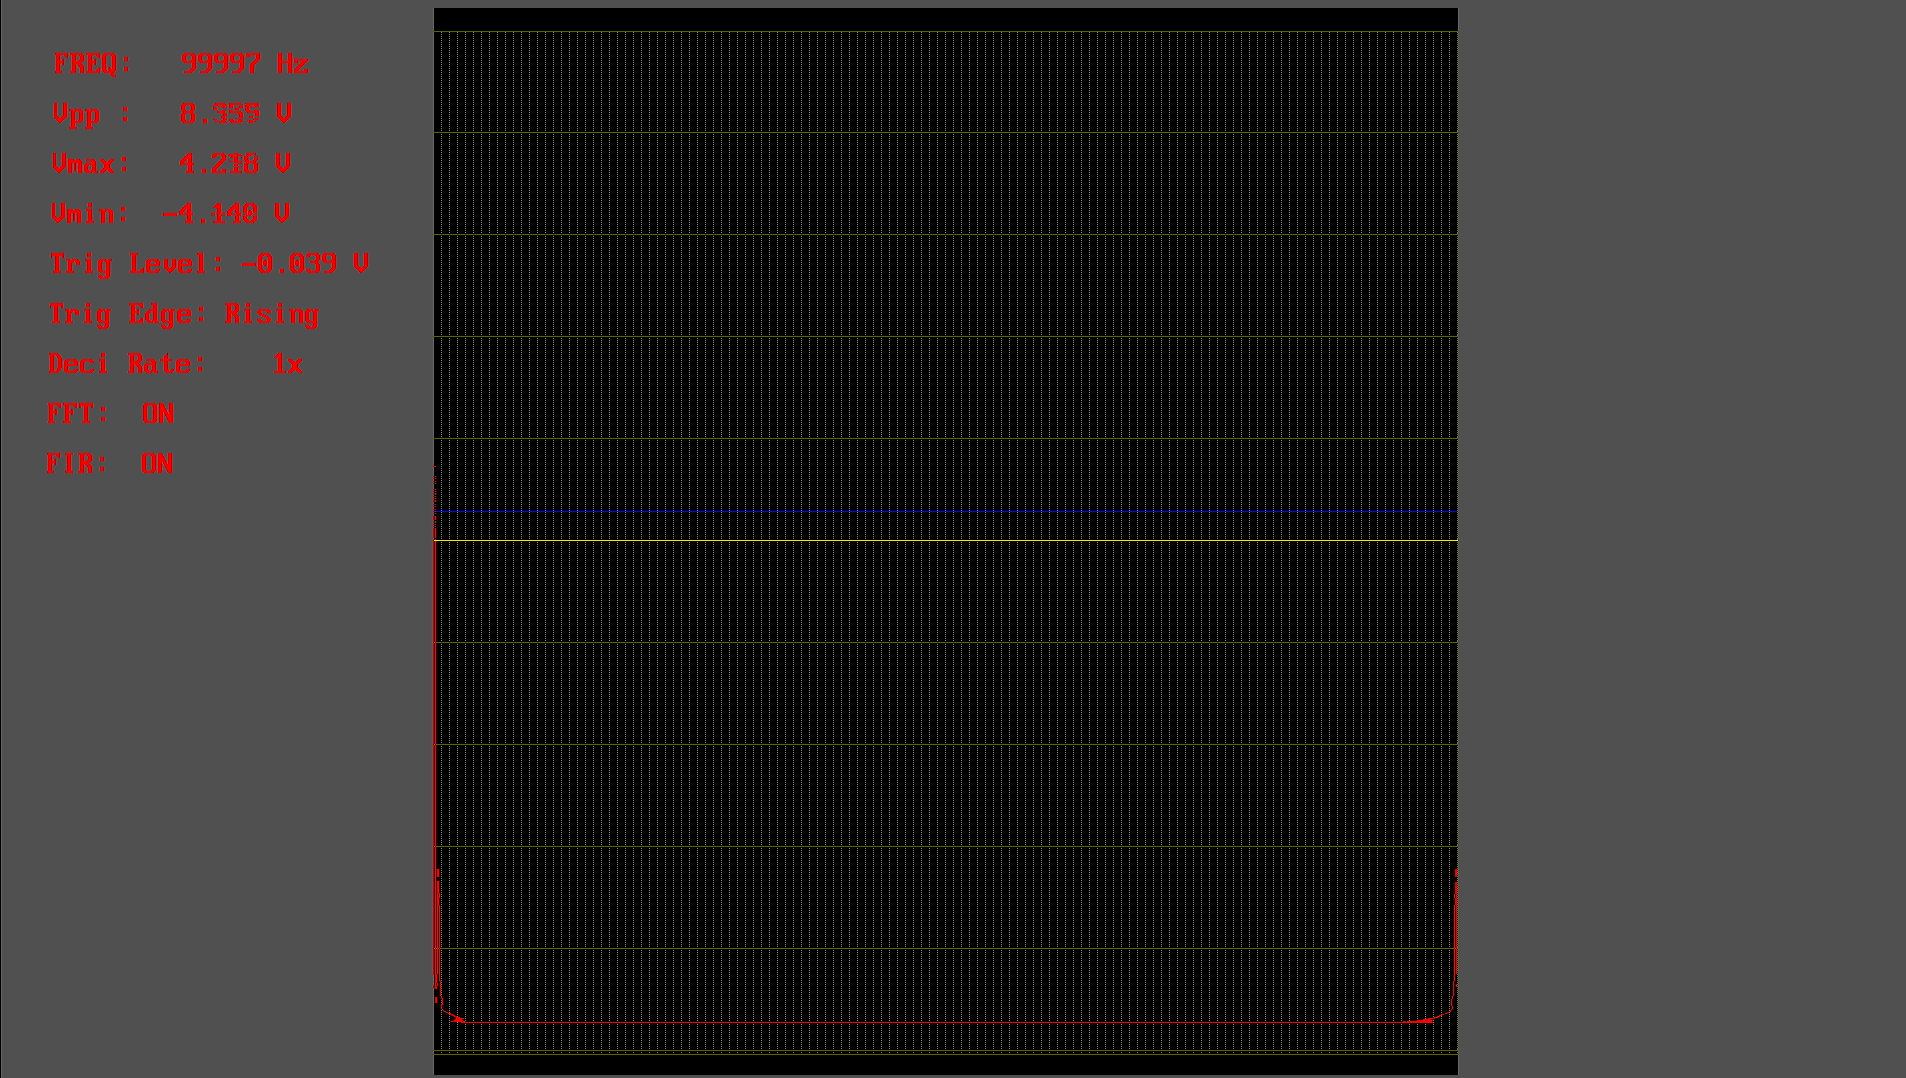 FREQ: 99997 Hz
Vpp : 8.359 V
Vmax: 4.218 V
Vmin: -4.140 V
Trig Level: -0.039 V
Trig Edge: Rising
Deci Rate: 1x
FFT: ON
FIR: ON